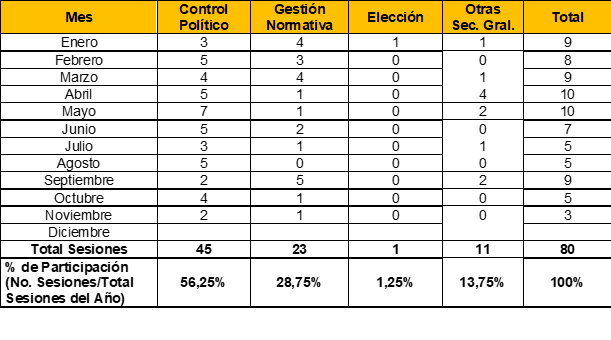 Mes Control Político Gestión Normativa Elección Otras Sec. Gral. Total
Enero 3 4 1 1 9
Febrero 5 3 0 0 8
Marzo 4 4 0 1 9
Abril 5 1 0 4 10
Mayo 7 1 0 2 10
Junio 5 2 0 0 7
Julio 3 1 0 1 5
Agosto 5 0 0 0 5
Septiembre 2 5 0 2 9
Octubre 4 1 0 0 5
Noviembre 2 1 0 0 3
Diciembre
Total Sesiones 45 23 1 11 80
% de Participación
(No. Sesiones/Total 56,25% 28,75% 1,25% 13,75% 100%
Sesiones del Año)